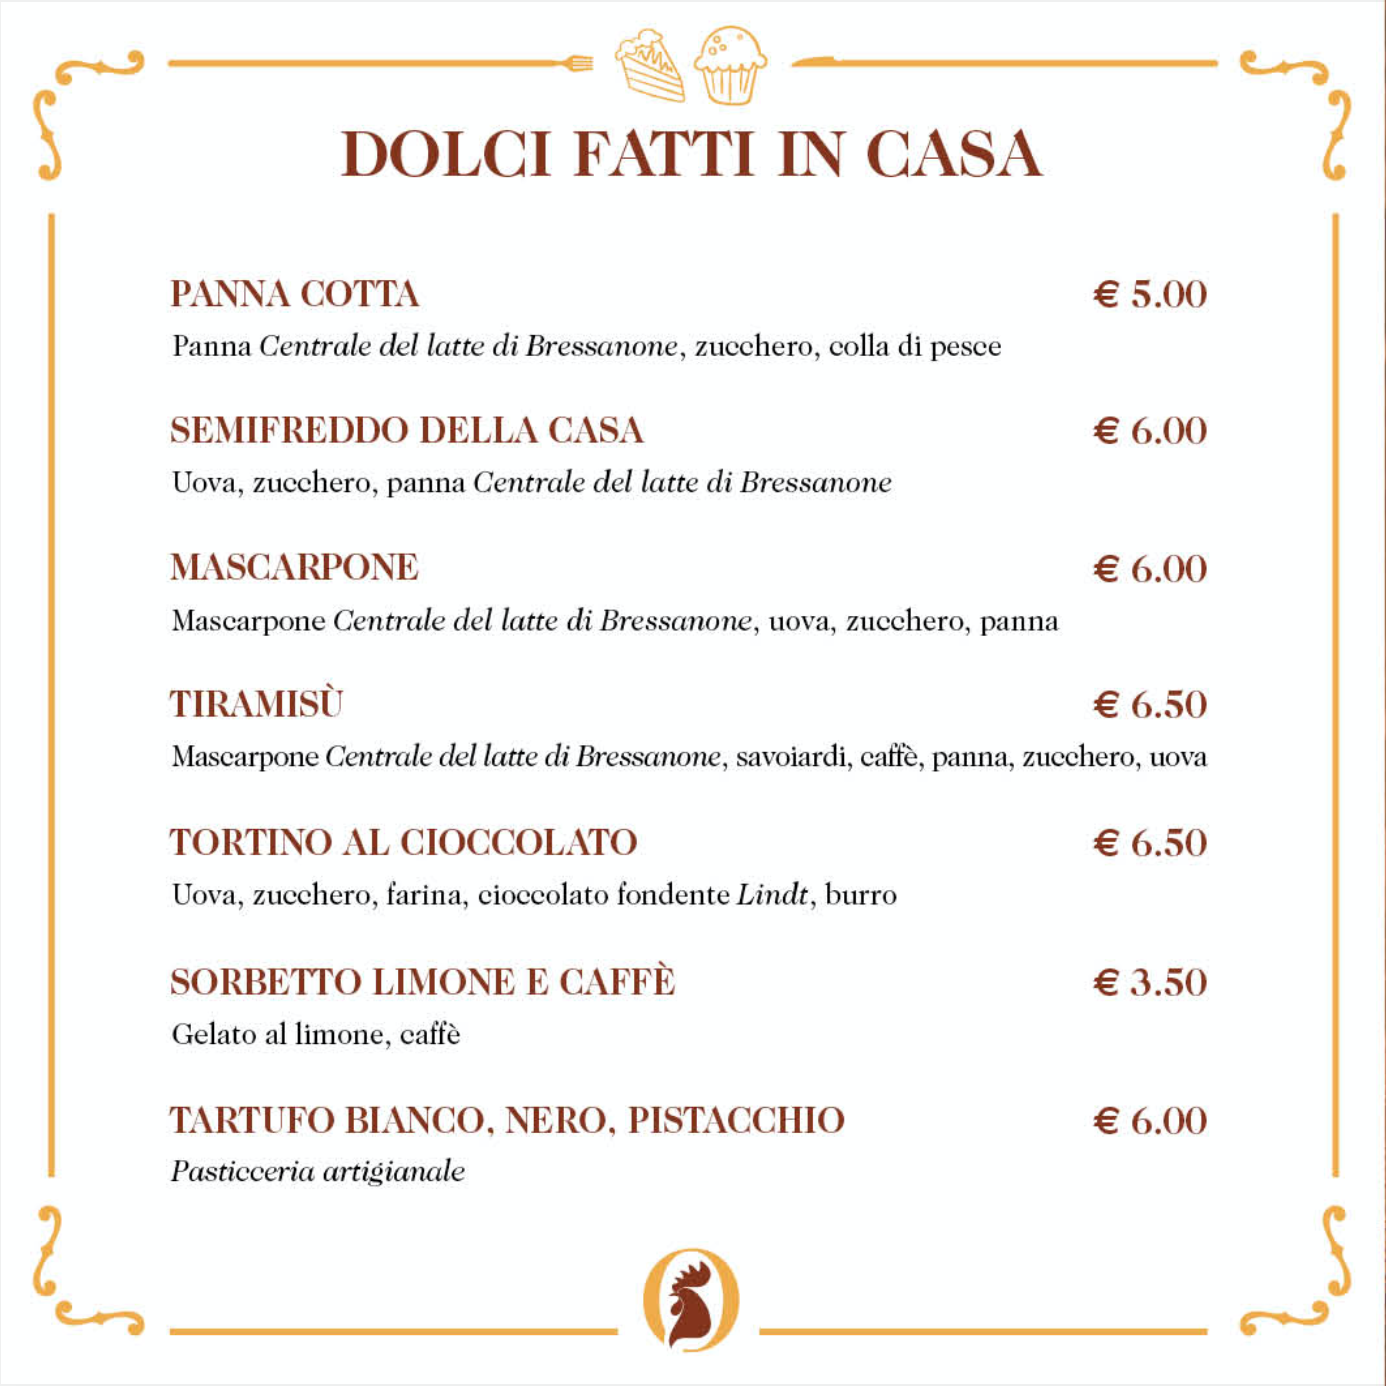 DOLCI FATTI IN CASA
PANNA COTTA € 5.00
Panna Centrale del latte di Bressanone, zucchero, colla di pesce
SEMIFREDDO DELLA CASA € 6.00
Uova, zucchero, panna Centrale del latte di Bressanone
MASCARPONE € 6.00
Mascarpone Centrale del latte di Bressanone, uova, zucchero, panna
TIRAMISÙ € 6.50
Mascarpone Centrale del latte di Bressanone, savoiardi, caffè, panna, zucchero, uova
TORTINO AL CIOCCOLATO € 6.50
Uova, zucchero, farina, cioccolato fondente Lindt, burro
SORBETTO LIMONE E CAFFÈ € 3.50
Gelato al limone, caffè
TARTUFO BIANCO, NERO, PISTACCHIO € 6.00
Pasticceria artigianale